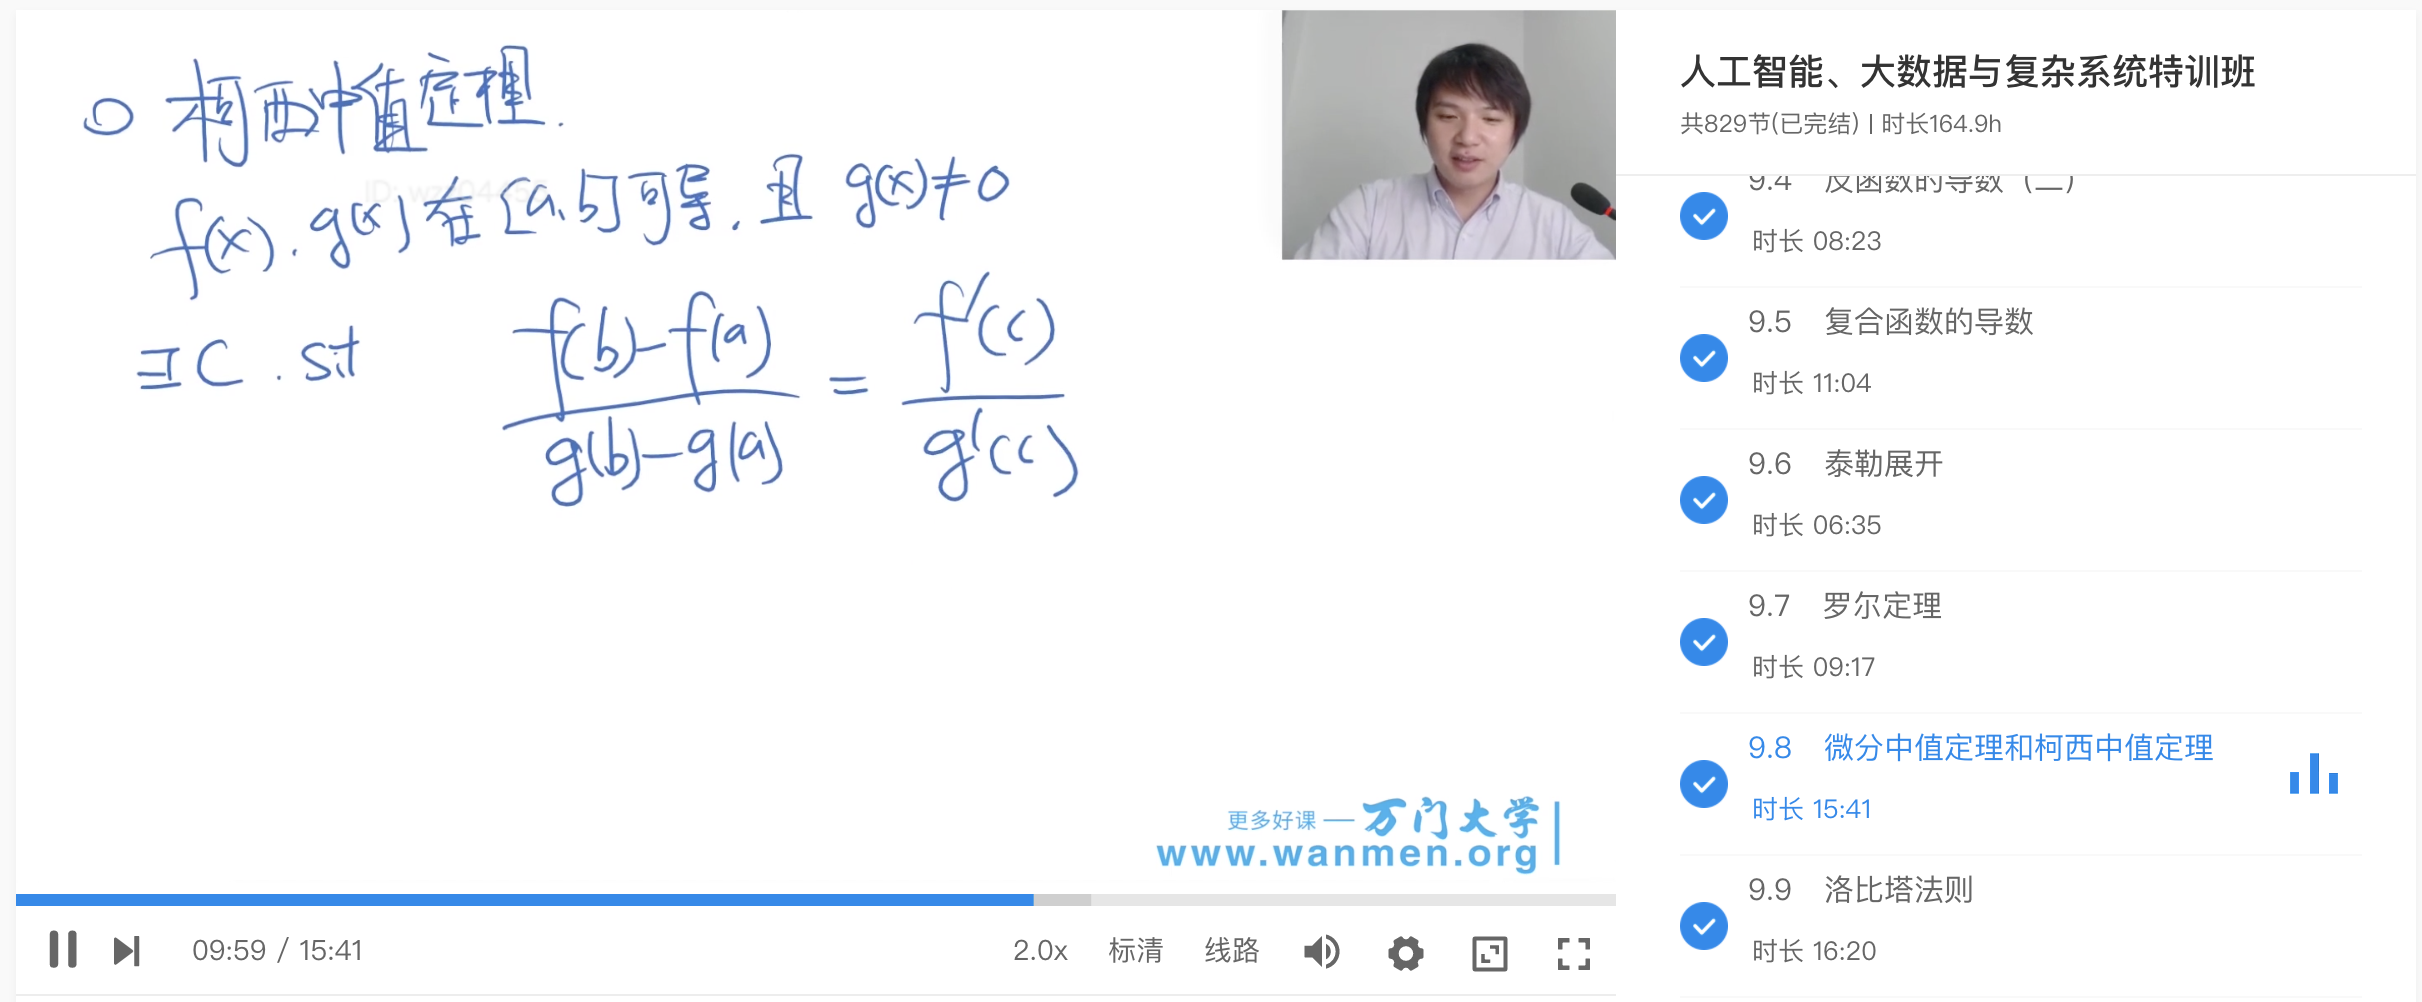 ○ 柯西中值定理.
f(x). g(x) 在[a, b]可导. 且 g(x)≠0
∃C. s.t f(b)-f(a) / g(b)-g(a) = f'(c) / g'(c)
更多好课 — 万门大学
www.wanmen.org
09:59 / 15:41
2.0x 标清 线路
人工智能、大数据与复杂系统特训班
共829节(已完结) | 时长164.9h
9.4 反函数的导数（二）
时长 08:23
9.5 复合函数的导数
时长 11:04
9.6 泰勒展开
时长 06:35
9.7 罗尔定理
时长 09:17
9.8 微分中值定理和柯西中值定理
时长 15:41
9.9 洛比塔法则
时长 16:20